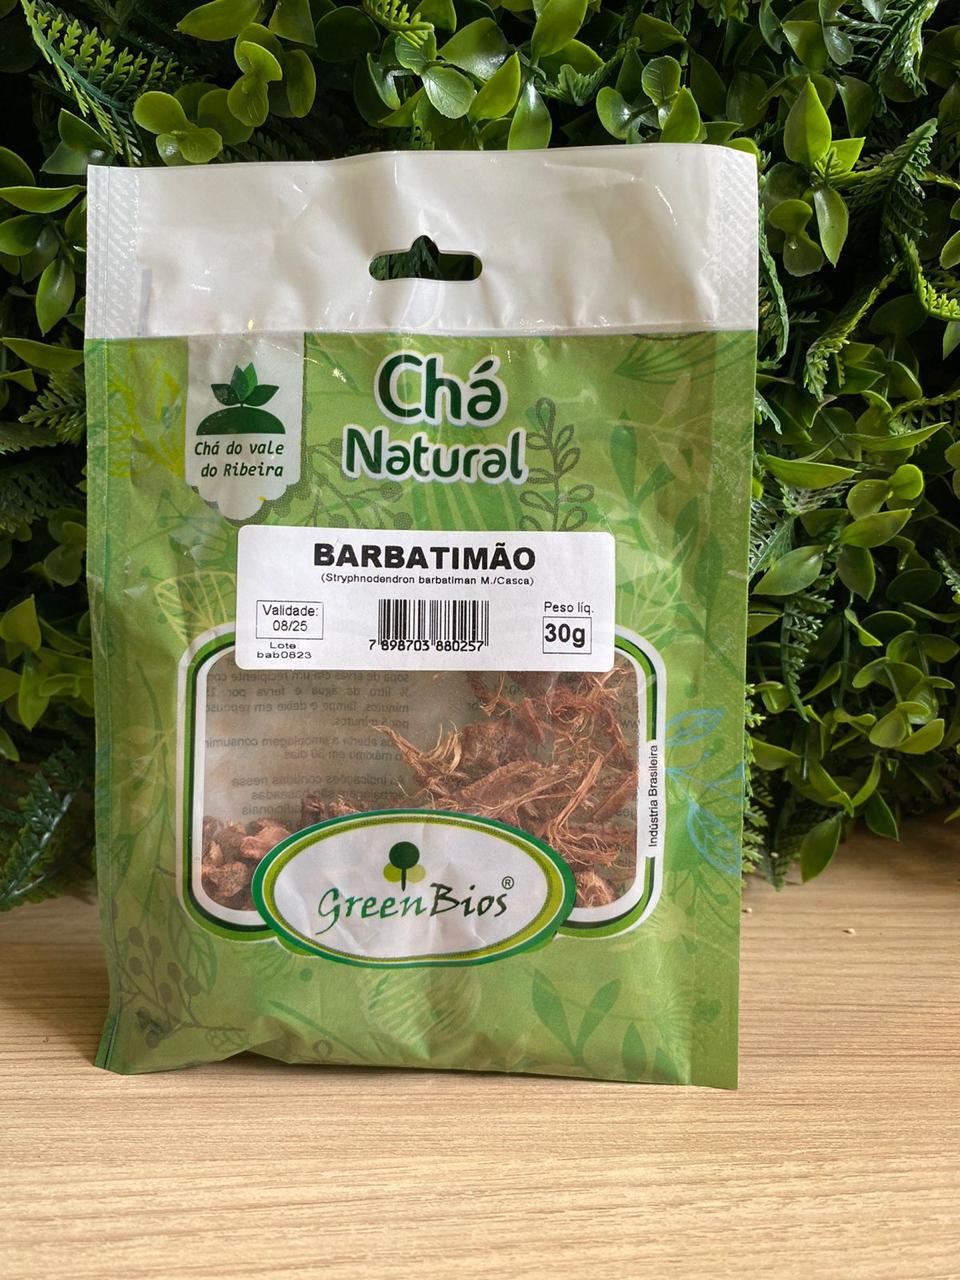 Chá
Natural
Chá do vale
do Ribeira
BARBATIMÃO
(Stryphnodendron barbatiman M./Casca)
Validade:
08/25
Lote:
bab0823
7 898703 880257
Peso líq.
30g
Indústria Brasileira
GreenBios®